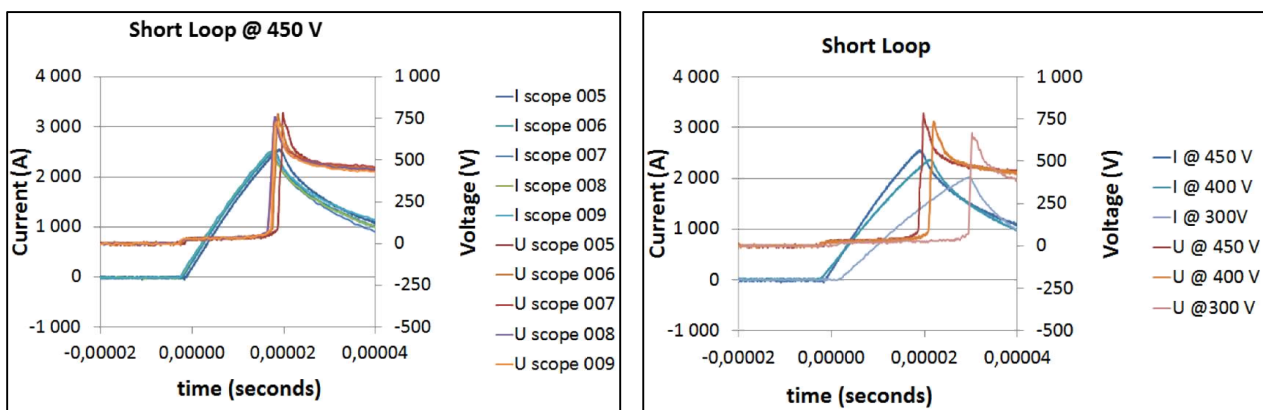 Short Loop @ 450 V
4 000
3 000
2 000
1 000
0
-1 000
Current (A)
1 000
750
500
250
0
-250
-500
Voltage (V)
-0,00002 0,00000 0,00002 0,00004
time (seconds)
I scope 005
I scope 006
I scope 007
I scope 008
I scope 009
U scope 005
U scope 006
U scope 007
U scope 008
U scope 009
Short Loop
4 000
3 000
2 000
1 000
0
-1 000
Current (A)
1 000
750
500
250
0
-250
-500
Voltage (V)
-0,00002 0,00000 0,00002 0,00004
time (seconds)
I @ 450 V
I @ 400 V
I @ 300V
U @ 450 V
U @ 400 V
U @300 V